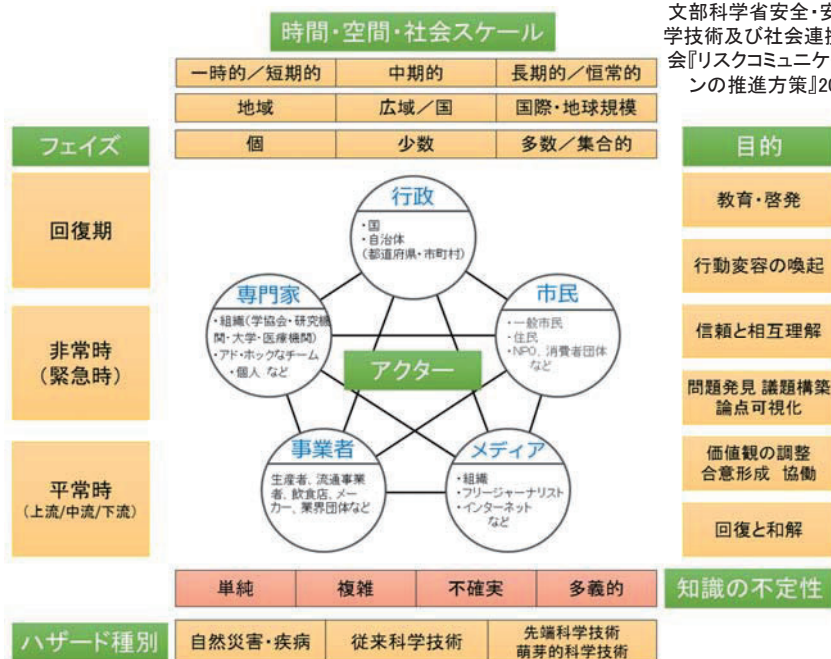 時間・空間・社会スケール
文部科学省安全・安
学技術及び社会連携
会『リスクコミュニケ
ンの推進方策』20
一時的/短期的 中期的 長期的/恒常的
地域 広域/国 国際・地球規模
個 少数 多数/集合的
フェイズ
回復期
非常時
(緊急時)
平常時
(上流/中流/下流)
行政
・国
・自治体
(都道府県・市町村)
専門家
・組織(学協会・研究機
関・大学・医療機関)
・アド・ホックなチーム
・個人 など
市民
・一般市民
・住民
・NPO、消費者団体
など
アクター
事業者
生産者、流通事業
者、飲食店、メー
カー、業界団体など
メディア
・組織
・フリージャーナリスト
・インターネット
など
目的
教育・啓発
行動変容の喚起
信頼と相互理解
問題発見 議題構築
論点可視化
価値観の調整
合意形成 協働
回復と和解
単純 複雑 不確実 多義的
知識の不定性
ハザード種別
自然災害・疾病 従来科学技術 先端科学技術
萌芽的科学技術